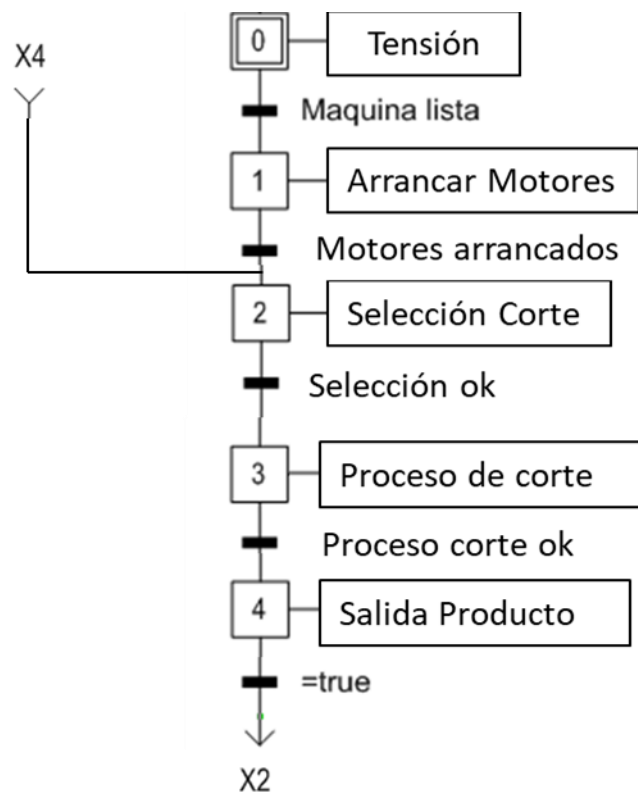 0
Tensión
X4
Maquina lista
1
Arrancar Motores
Motores arrancados
2
Selección Corte
Selección ok
3
Proceso de corte
Proceso corte ok
4
Salida Producto
=true
X2